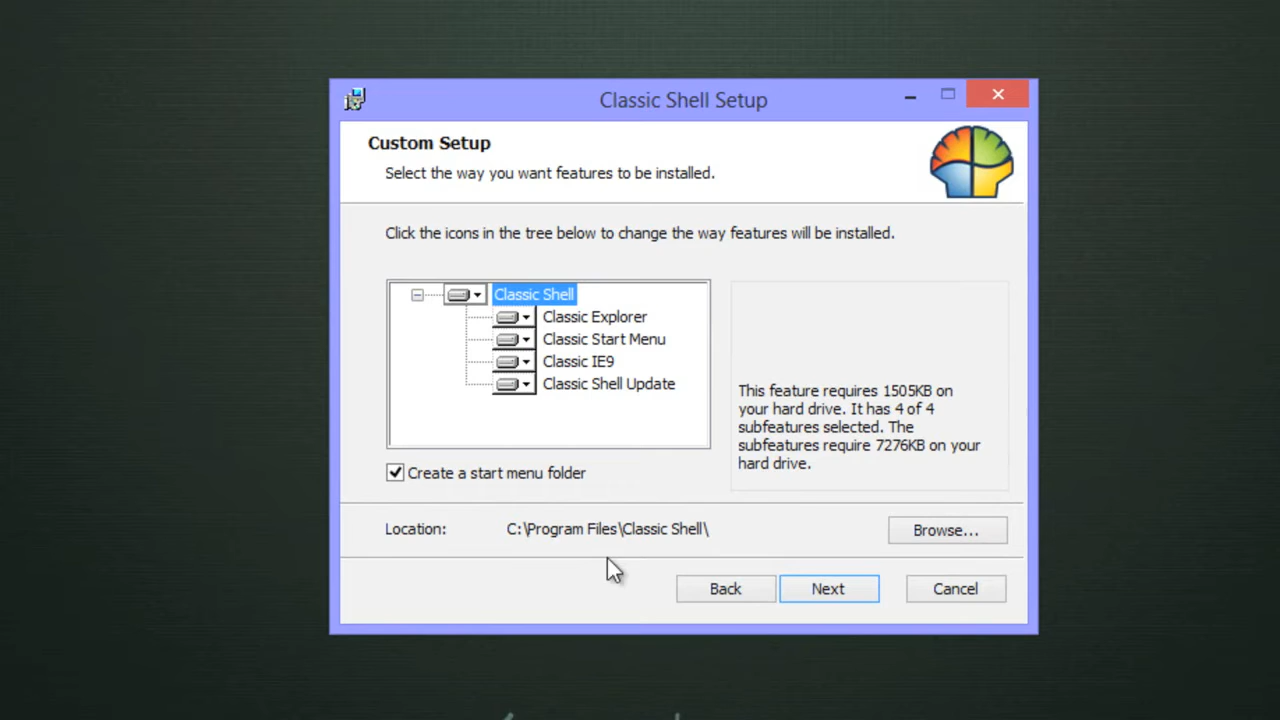 Classic Shell Setup
Custom Setup
Select the way you want features to be installed.
Click the icons in the tree below to change the way features will be installed.
Classic Shell
Classic Explorer
Classic Start Menu
Classic IE9
Classic Shell Update
This feature requires 1505KB on
your hard drive. It has 4 of 4
subfeatures selected. The
subfeatures require 7276KB on your
hard drive.
Create a start menu folder
Location: C:\Program Files\Classic Shell\
Browse...
Back Next Cancel